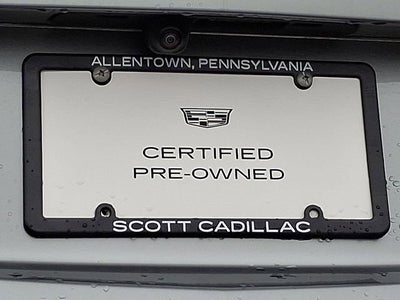 ALLENTOWN, PENNSYLVANIA
CERTIFIED
PRE-OWNED
SCOTT CADILLAC